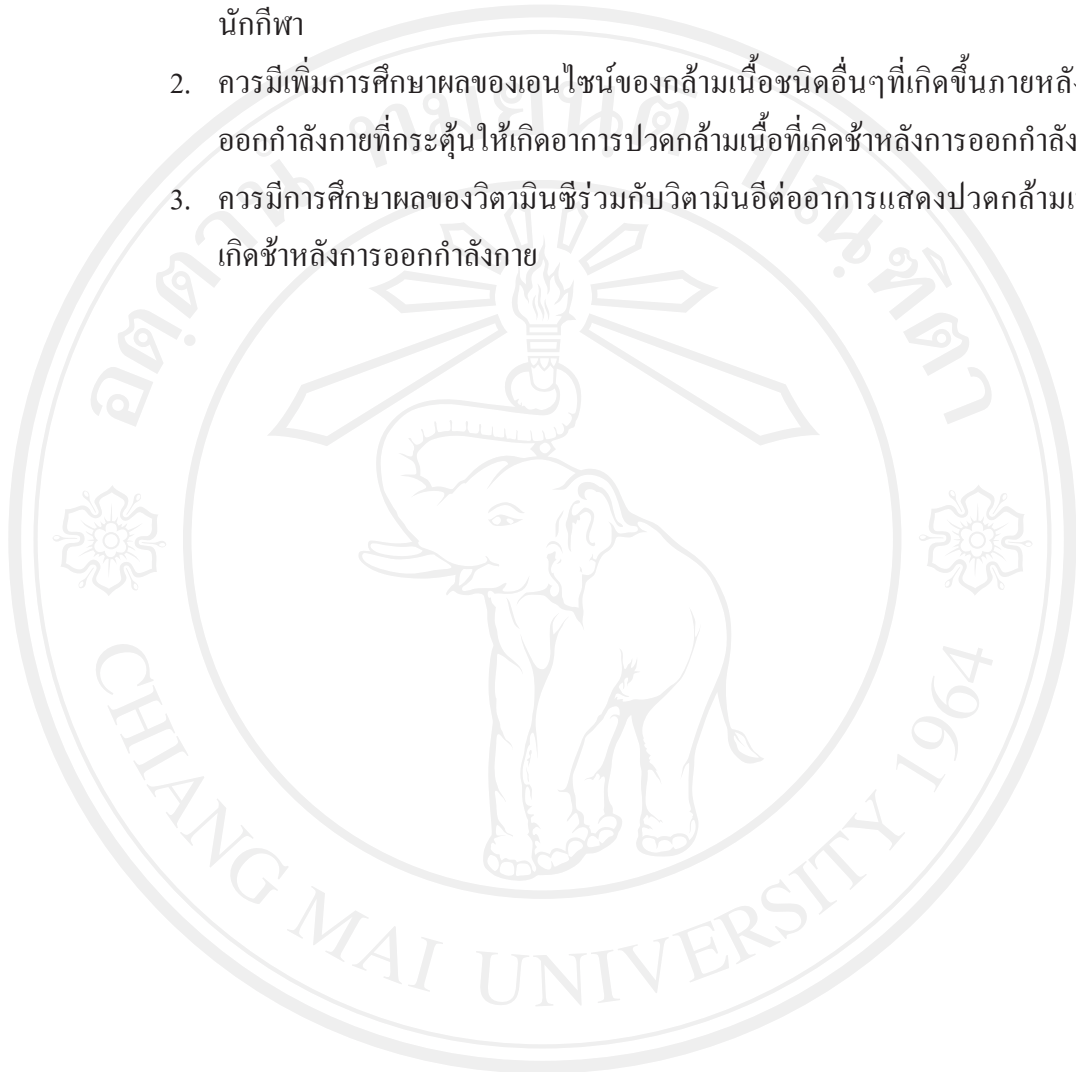 นักกีฬา
2. ควรมีเพิ่มการศึกษาผลของเอนไซน์ของกล้ามเนื้อชนิดอื่นๆที่เกิดขึ้นภายหลัง
ออกกำลังกายที่กระตุ้นให้เกิดอาการปวดกล้ามเนื้อที่เกิดช้าหลังการออกกำลัง
3. ควรมีการศึกษาผลของวิตามินซีร่วมกับวิตามินอีต่ออาการแสดงปวดกล้ามเ
เกิดช้าหลังการออกกำลังกาย
CHIANG MAI UNIVERSITY 1964